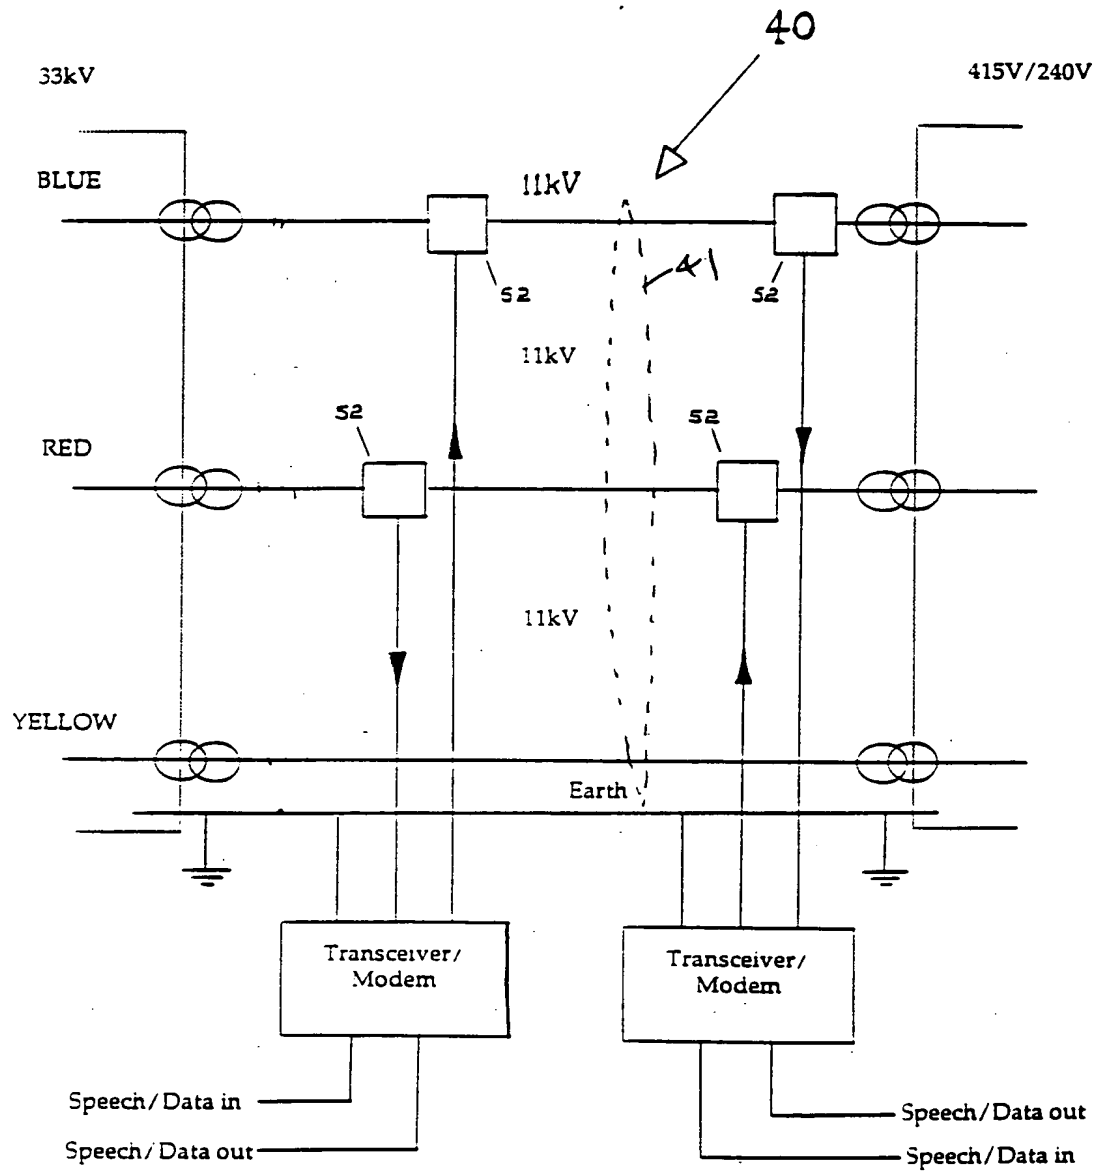 40
33kV
415V/240V
BLUE
11kV
41
52
52
11kV
52
52
RED
11kV
YELLOW
Earth
Transceiver/
Modem
Transceiver/
Modem
Speech/Data in
Speech/Data out
Speech/Data out
Speech/Data in